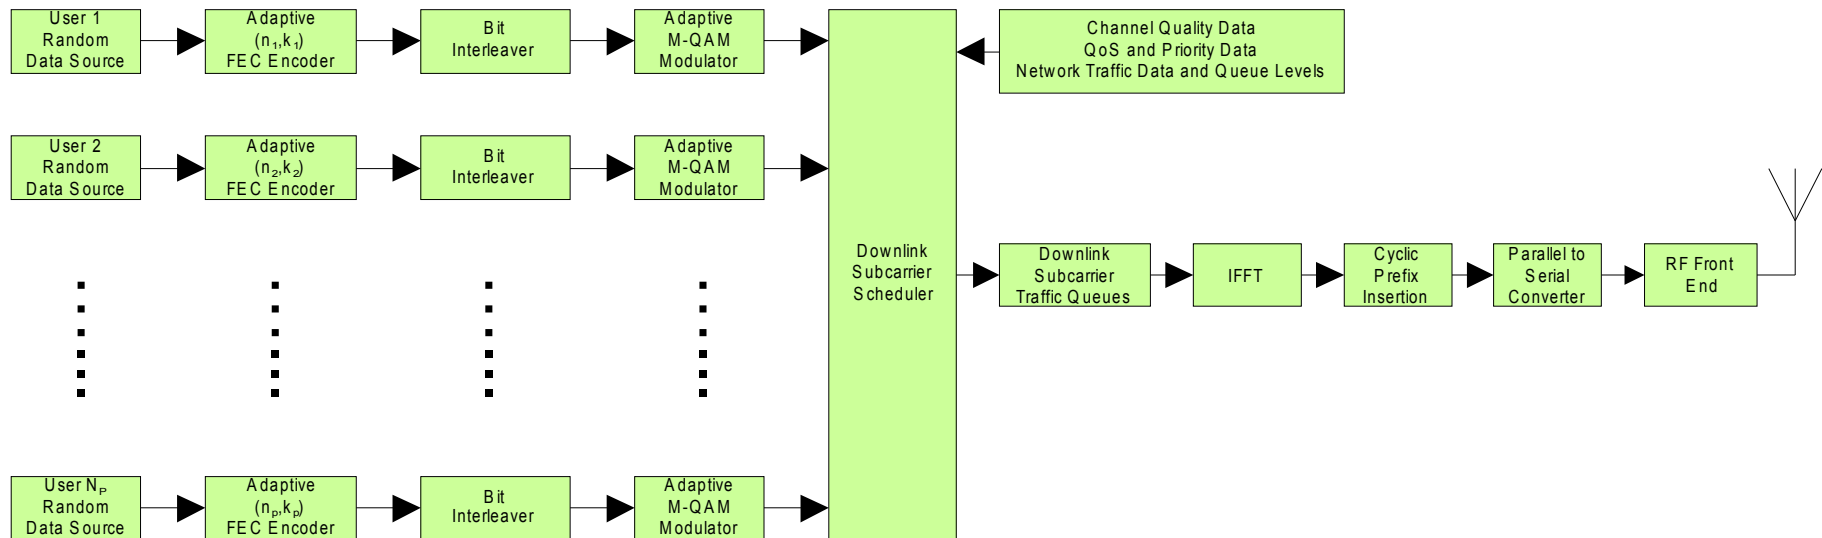 User 1
Random
Data Source
Adaptive
(n₁,k₁)
FEC Encoder
Bit
Interleaver
Adaptive
M-QAM
Modulator
Channel Quality Data
QoS and Priority Data
Network Traffic Data and Queue Levels
User 2
Random
Data Source
Adaptive
(n₂,k₂)
FEC Encoder
Bit
Interleaver
Adaptive
M-QAM
Modulator
Downlink
Subcarrier
Scheduler
Downlink
Subcarrier
Traffic Queues
IFFT
Cyclic
Prefix
Insertion
Parallel to
Serial
Converter
RF Front
End
User Nₚ
Random
Data Source
Adaptive
(nₚ,kₚ)
FEC Encoder
Bit
Interleaver
Adaptive
M-QAM
Modulator